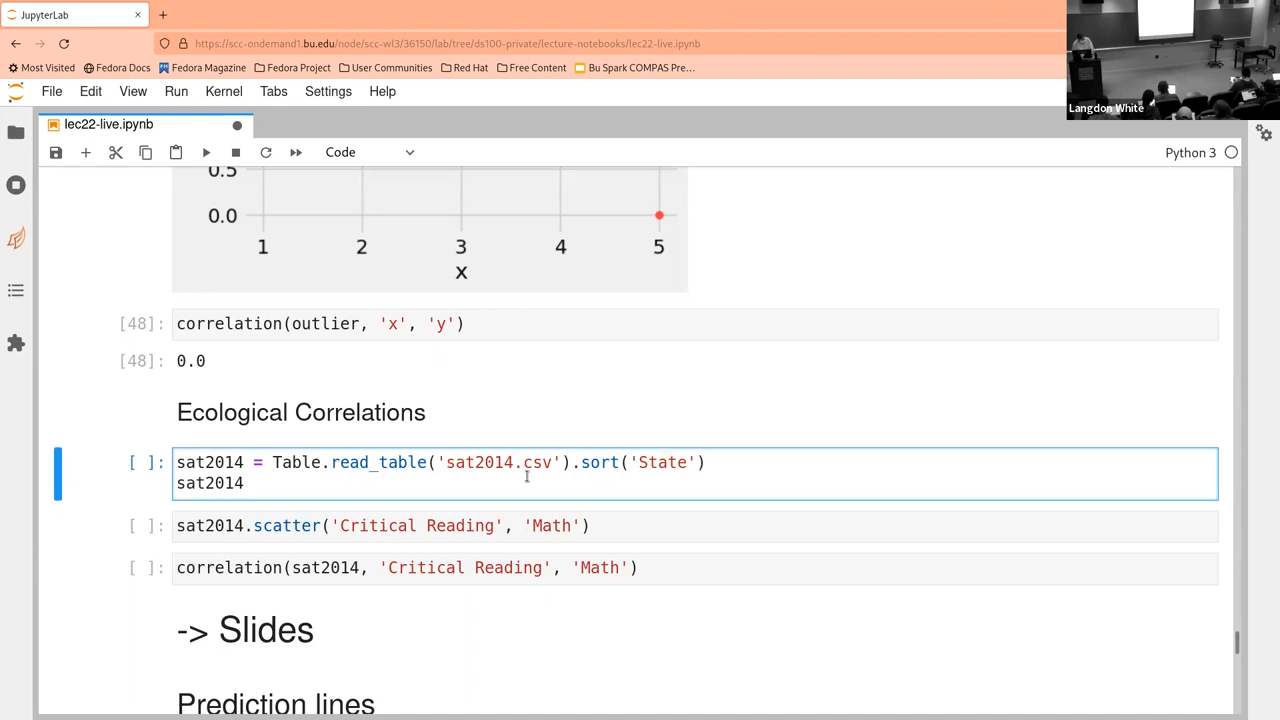 JupyterLab
https://scc-ondemand1.bu.edu/node/scc-wl3/36150/lab/tree/ds100-private/lecture-notebooks/lec22-live.ipynb
Most Visited Fedora Docs Fedora Magazine Fedora Project User Communities Red Hat Free Content Bu Spark COMPAS Pre…
Langdon White
File Edit View Run Kernel Tabs Settings Help
lec22-live.ipynb
Code
Python 3
0.5
0.0
1 2 3 4 5
x
[48]: correlation(outlier, 'x', 'y')
[48]: 0.0
Ecological Correlations
[ ]: sat2014 = Table.read_table('sat2014.csv').sort('State')
sat2014
[ ]: sat2014.scatter('Critical Reading', 'Math')
[ ]: correlation(sat2014, 'Critical Reading', 'Math')
-> Slides
Prediction lines